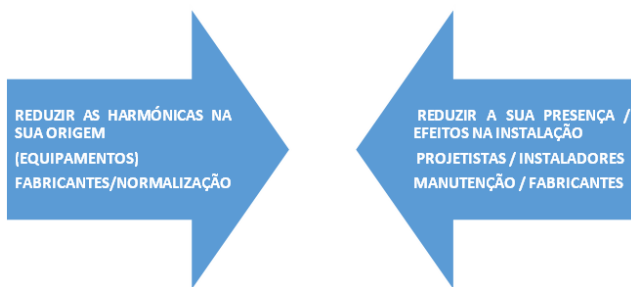 REDUZIR AS HARMÓNICAS NA
SUA ORIGEM
(EQUIPAMENTOS)
FABRICANTES/NORMALIZAÇÃO
REDUZIR A SUA PRESENÇA /
EFEITOS NA INSTALAÇÃO
PROJETISTAS / INSTALADORES
MANUTENÇÃO / FABRICANTES